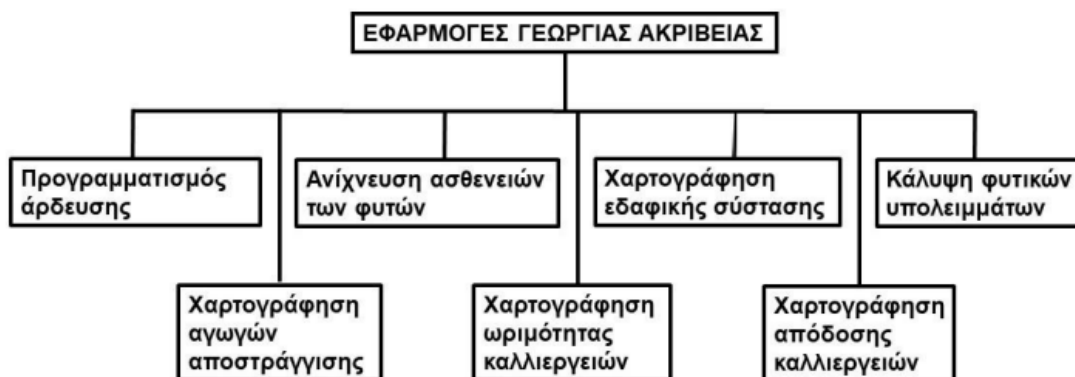 ΕΦΑΡΜΟΓΕΣ ΓΕΩΡΓΙΑΣ ΑΚΡΙΒΕΙΑΣ
Προγραμματισμός
άρδευσης
Ανίχνευση ασθενειών
των φυτών
Χαρτογράφηση
εδαφικής σύστασης
Κάλυψη φυτικών
υπολειμμάτων
Χαρτογράφηση
αγωγών
αποστράγγισης
Χαρτογράφηση
ωριμότητας
καλλιεργειών
Χαρτογράφηση
απόδοσης
καλλιεργειών